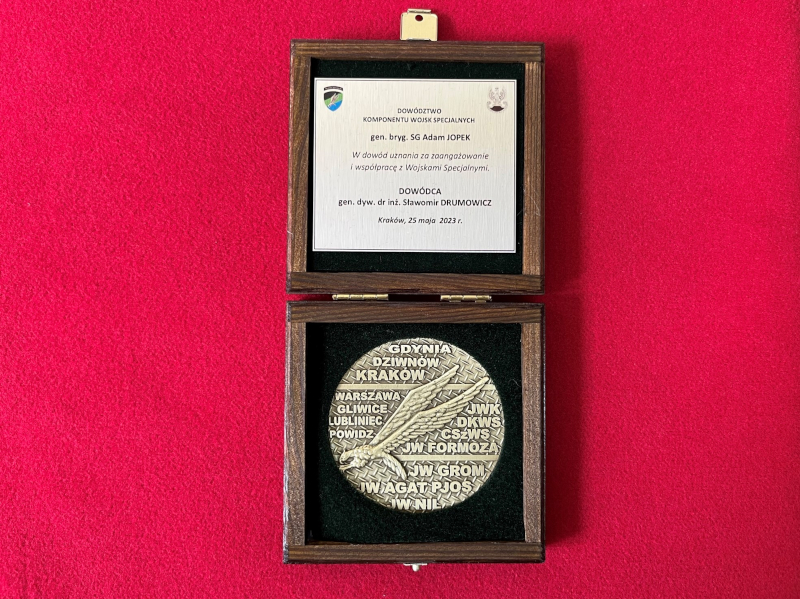 DOWÓDZTWO
KOMPONENTU WOJSK SPECJALNYCH
gen. bryg. SG Adam JOPEK
W dowód uznania za zaangażowanie
i współpracę z Wojskami Specjalnymi.
DOWÓDCA
gen. dyw. dr inż. Sławomir DRUMOWICZ
Kraków, 25 maja 2023 r.
GDYNIA
DZIWNÓW
KRAKÓW
WARSZAWA
GLIWICE
LUBLINIEC
POWIDZ
JWK
DKWS
CSzWS
JW FORMOZA
JW GROM
JW AGAT PJOS
JW NIL